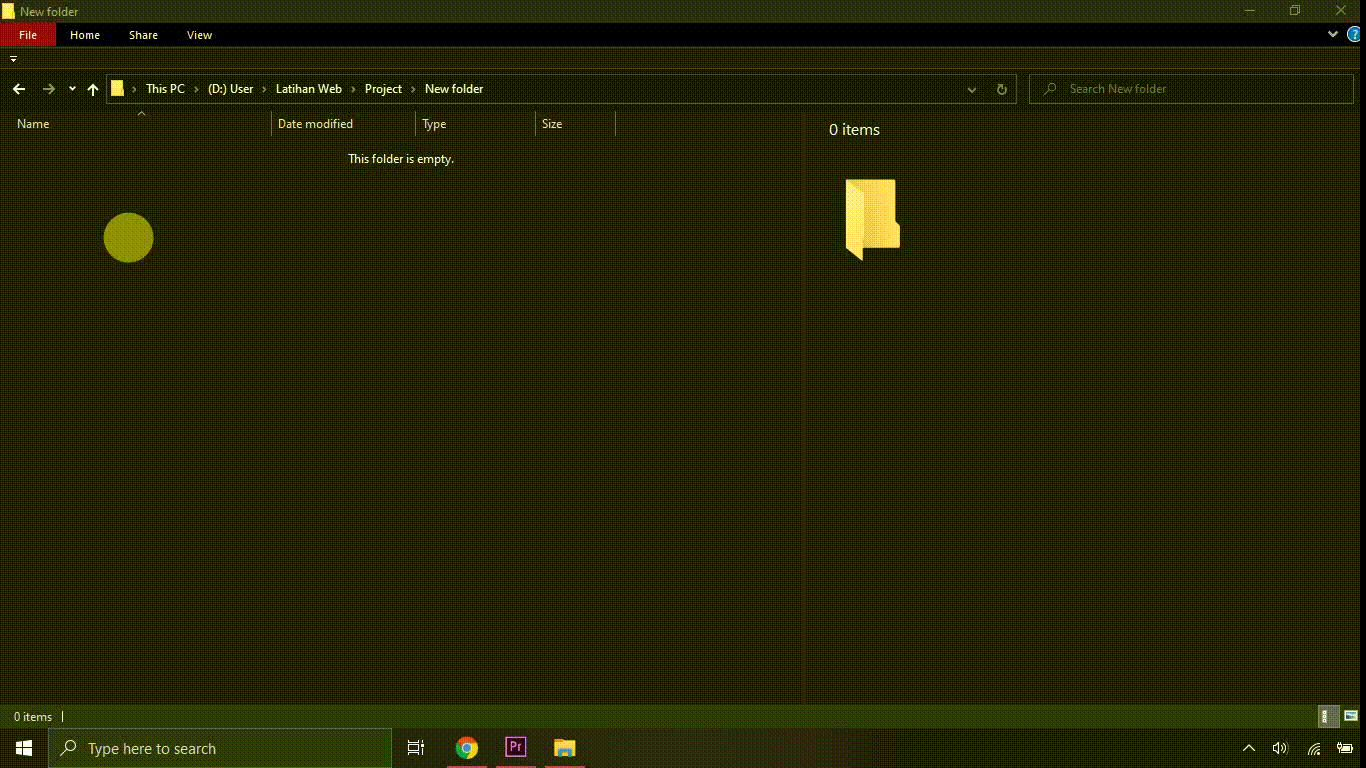 New folder
File Home Share View
This PC (D:) User Latihan Web Project New folder
Search New folder
Name Date modified Type Size
0 items
This folder is empty.
0 items
Type here to search
Pr